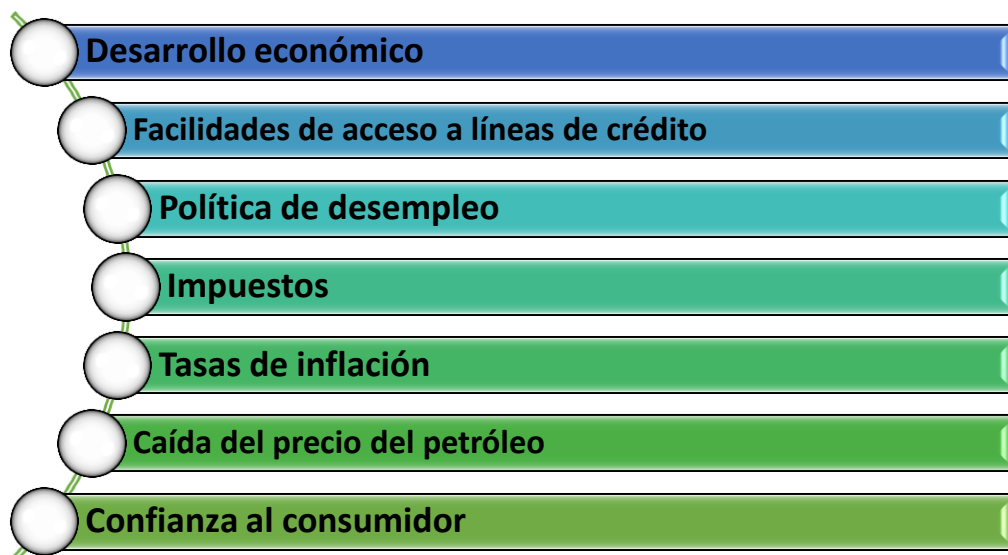 Desarrollo económico
Facilidades de acceso a líneas de crédito
Política de desempleo
Impuestos
Tasas de inflación
Caída del precio del petróleo
Confianza al consumidor